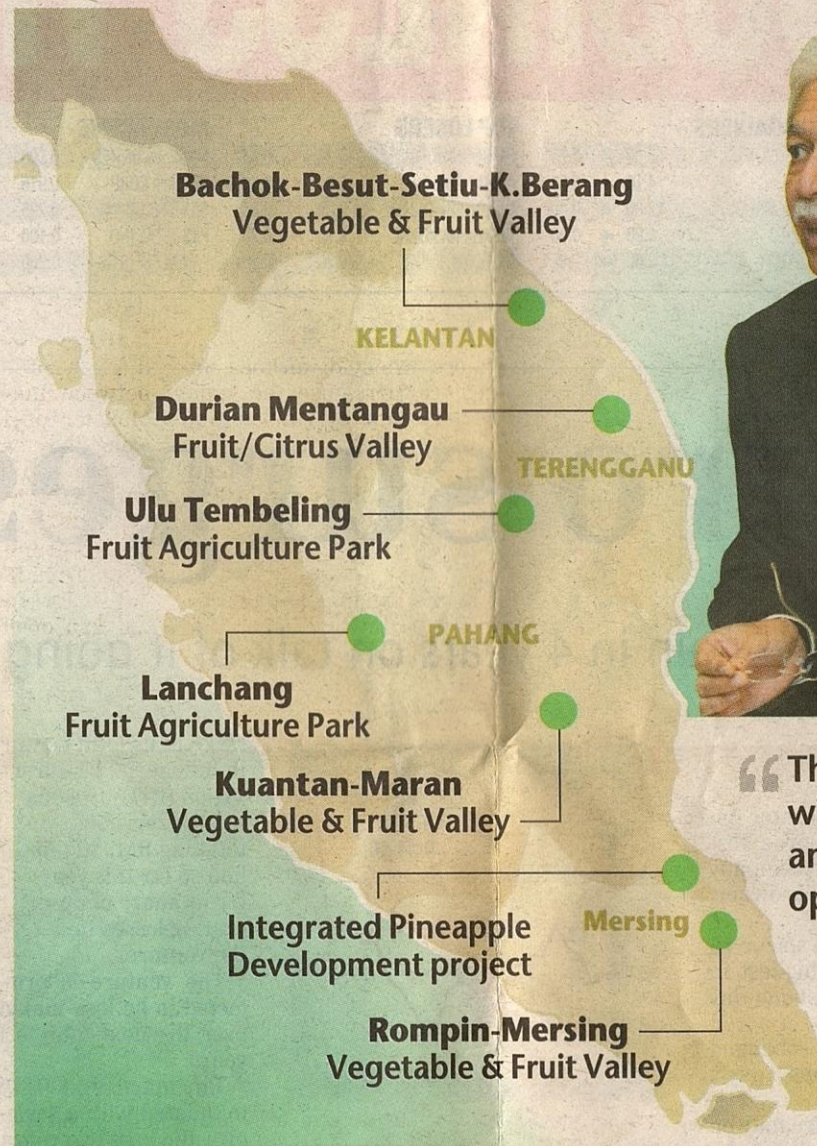 Bachok-Besut-Setiu-K.Berang
Vegetable & Fruit Valley
KELANTAN
Durian Mentangau
Fruit/Citrus Valley
TERENGGANU
Ulu Tembeling
Fruit Agriculture Park
PAHANG
Lanchang
Fruit Agriculture Park
Kuantan-Maran
Vegetable & Fruit Valley
Integrated Pineapple
Development project
Mersing
Rompin-Mersing
Vegetable & Fruit Valley